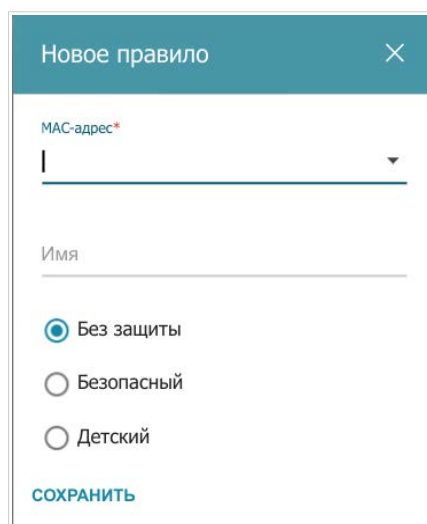 Новое правило
MAC-адрес*
Имя
Без защиты
Безопасный
Детский
СОХРАНИТЬ